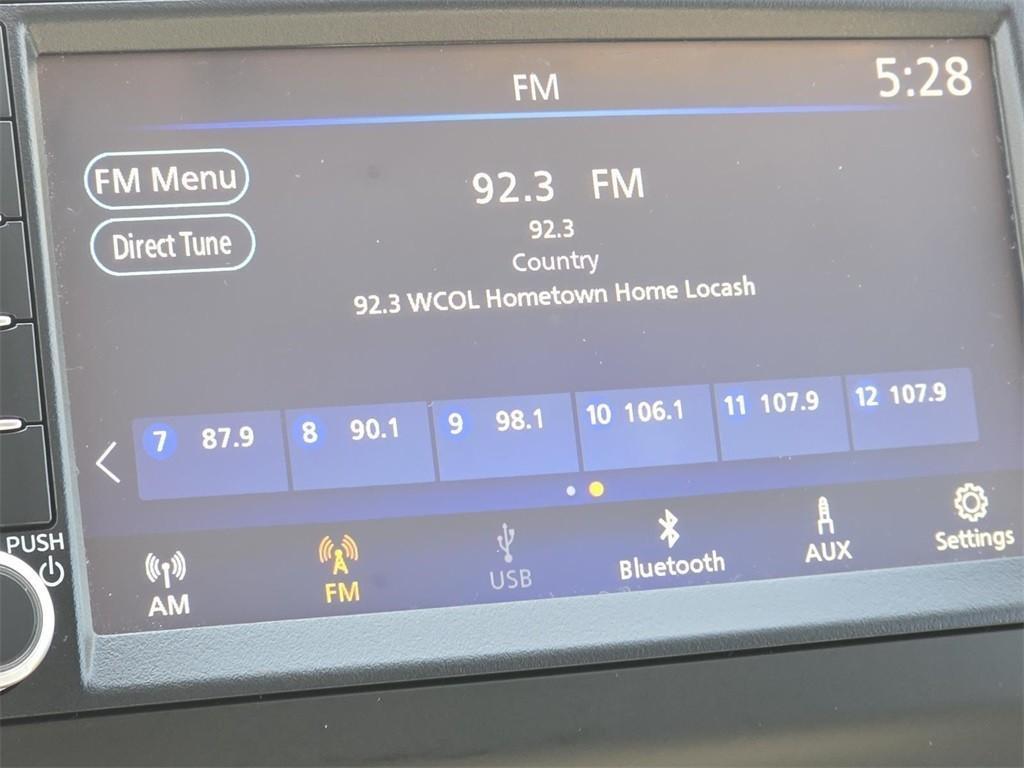 FM 5:28
FM Menu
Direct Tune
92.3 FM
92.3
Country
92.3 WCOL Hometown Home Locash
7 87.9 8 90.1 9 98.1 10 106.1 11 107.9 12 107.9
PUSH
AM FM USB Bluetooth AUX Settings